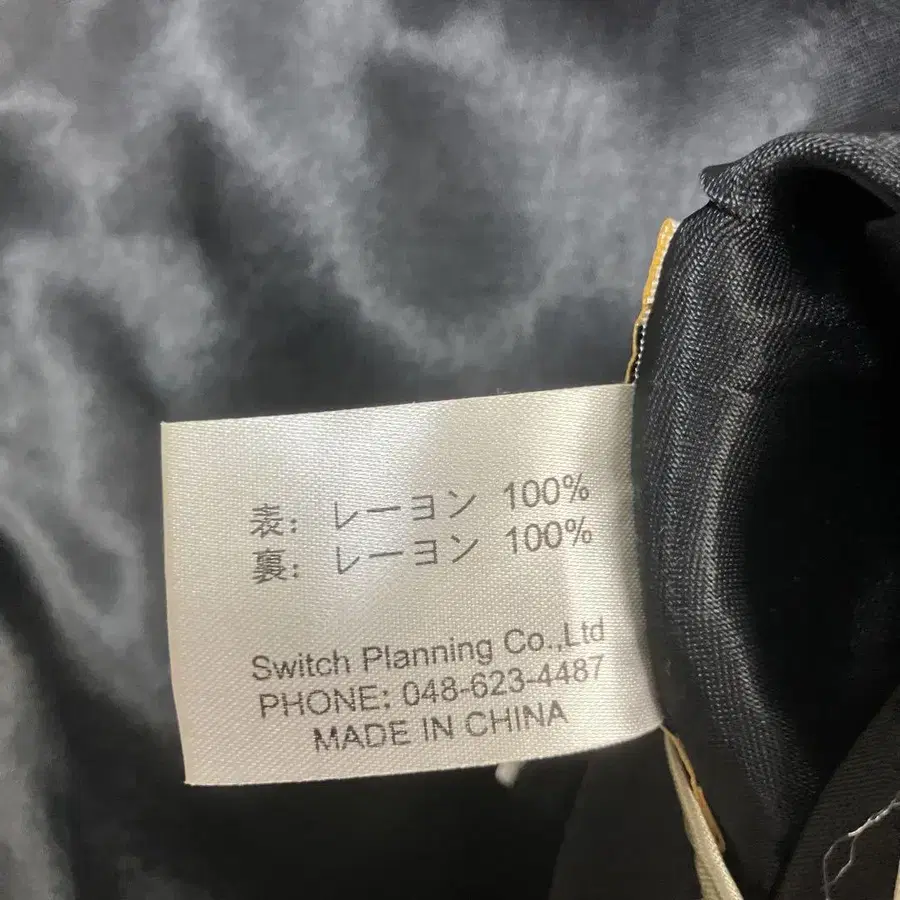 表: レーヨン 100%
裏: レーヨン 100%
Switch Planning Co.,Ltd
PHONE: 048-623-4487
MADE IN CHINA